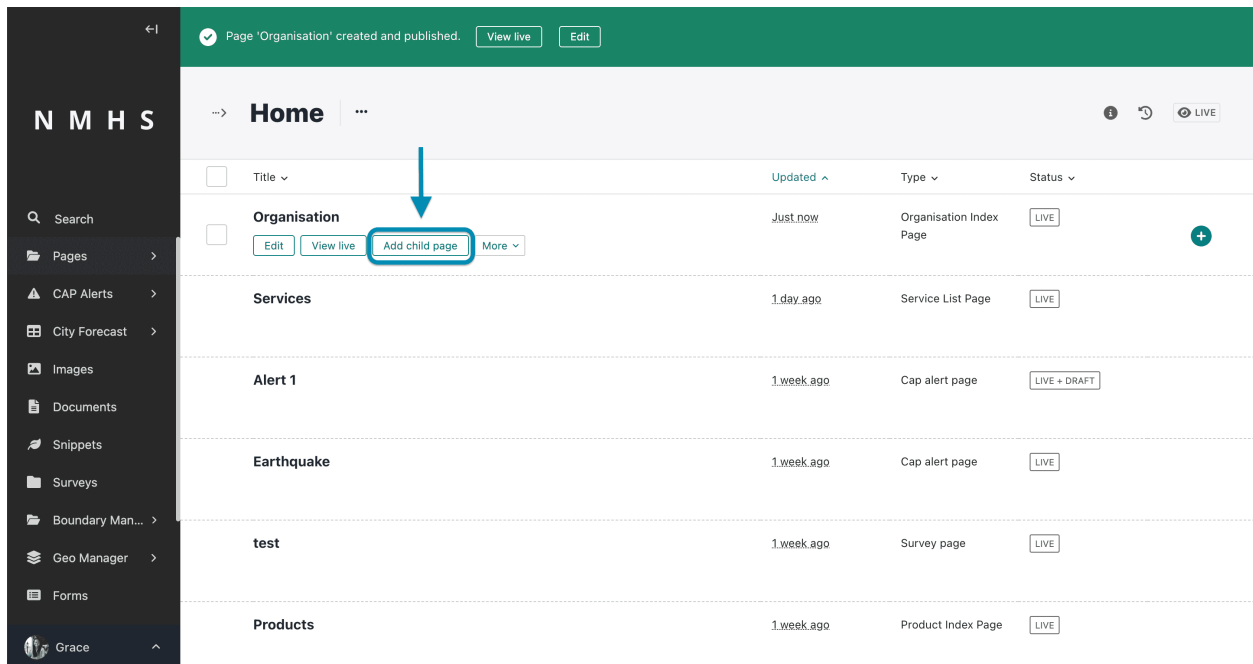 Page 'Organisation' created and published. View live Edit
NMHS
Home
LIVE
Title Updated Type Status
Search
Pages
CAP Alerts
City Forecast
Images
Documents
Snippets
Surveys
Boundary Man...
Geo Manager
Forms
Grace
Organisation Just now Organisation Index LIVE
Page
Edit View live Add child page More
Services 1 day ago Service List Page LIVE
Alert 1 1 week ago Cap alert page LIVE + DRAFT
Earthquake 1 week ago Cap alert page LIVE
test 1 week ago Survey page LIVE
Products 1 week ago Product Index Page LIVE